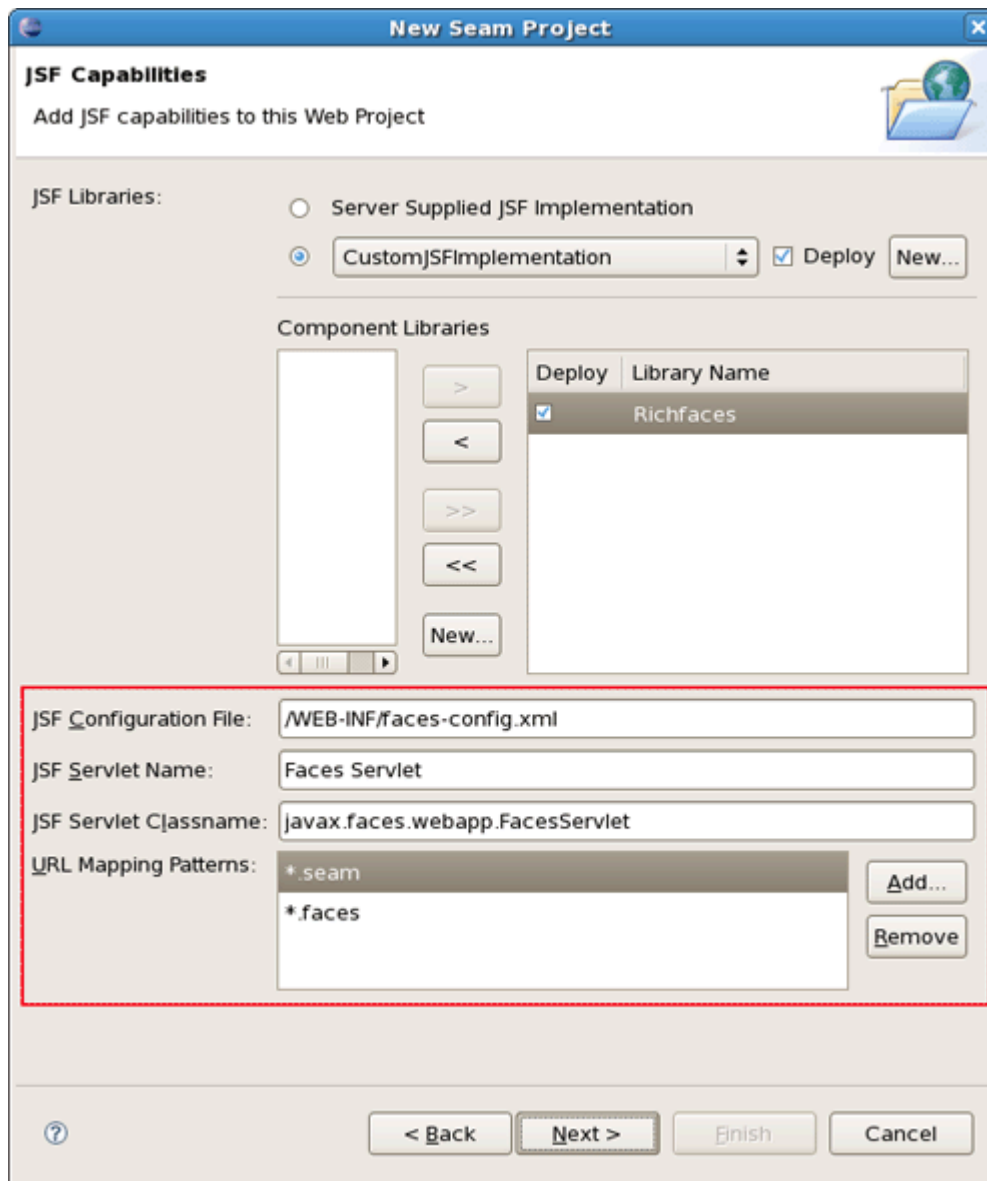 New Seam Project
JSF Capabilities
Add JSF capabilities to this Web Project
JSF Libraries:
Server Supplied JSF Implementation
CustomJSFImplementation
Deploy
New...
Component Libraries
Deploy
Library Name
Richfaces
>
<
>>
<<
New...
JSF Configuration File:
/WEB-INF/faces-config.xml
JSF Servlet Name:
Faces Servlet
JSF Servlet Classname:
javax.faces.webapp.FacesServlet
URL Mapping Patterns:
*.seam
*.faces
Add...
Remove
?
< Back
Next >
Finish
Cancel